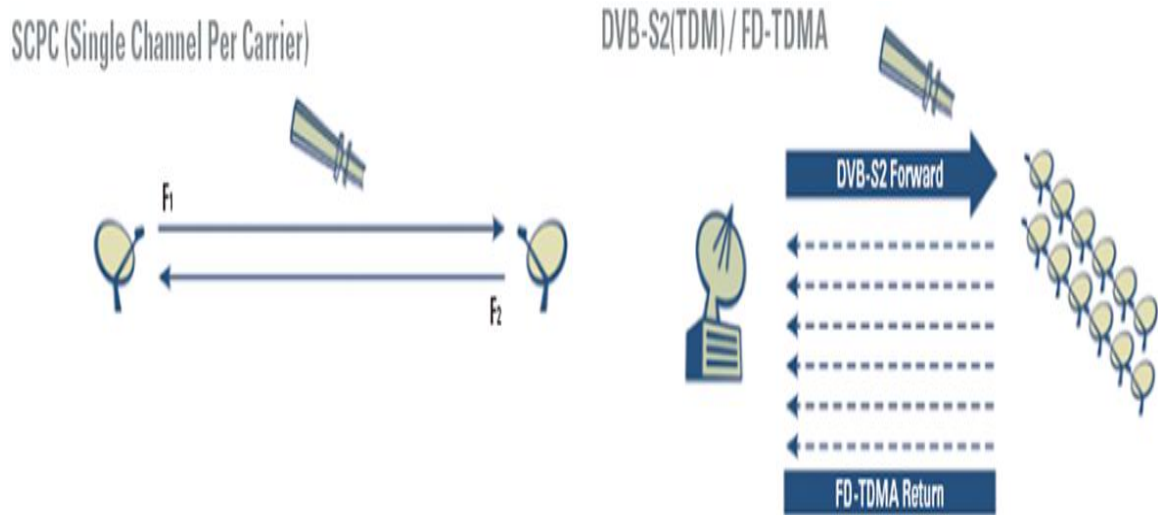 SCPC (Single Channel Per Carrier)
F1
F2
DVB-S2(TDM) / FD-TDMA
DVB-S2 Forward
FD-TDMA Return